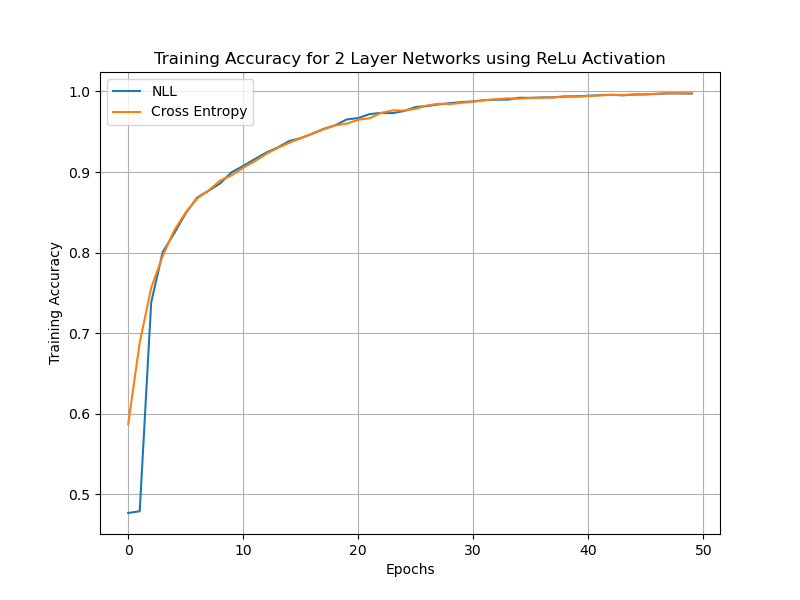 Training Accuracy for 2 Layer Networks using ReLu Activation
NLL
Cross Entropy
1.0
0.9
0.8
0.7
0.6
0.5
Training Accuracy
0 10 20 30 40 50
Epochs